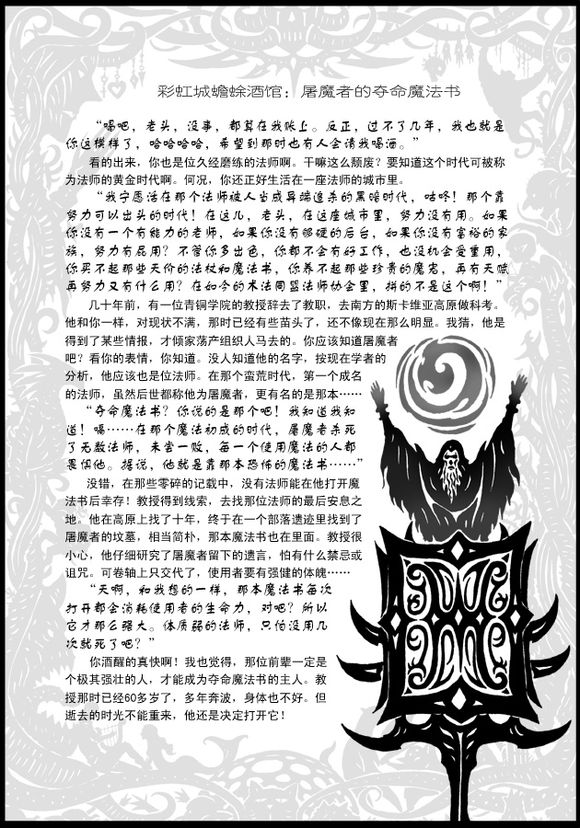 彩虹城蟾蜍酒馆：屠魔者的夺命魔法书
“喝吧，老头，没事，都算在我账上。反正，过不了几年，我也就是
你这模样了，哈哈哈哈，希望到那时也有人会请我喝酒。”
看的出来，你也是位久经磨练的法师啊。干嘛这么颓废？要知道这个时代可被称
为法师的黄金时代啊。何况，你还正好生活在一座法师的城市里。
“我宁愿活在那个法师被人当成异端追杀的黑暗时代，咕咚！那个靠
努力可以出头的时代！在这儿，老头，在这座城市里，努力没有用。如果
你没有一个有能力的老师，如果你没有够硬的后台，如果你没有富裕的家
族，努力有屁用？不管你多出色，你都不会有好工作，也没机会受重用，
你买不起那些天价的法杖和魔法书，你养不起那些珍贵的魔宠，再有天赋
再努力又有什么用？在如今的术法同盟法师协会里，拼的不是这个啊！”
几十年前，有一位青铜学院的教授辞去了教职，去南方的斯卡维亚高原做科考。
他和你一样，对现状不满，那时已经有些苗头了，还不像现在那么明显。我猜，他是
得到了某些情报，才倾家荡产组织人马去的。你应该知道屠魔者
吧？看你的表情，你知道。没人知道他的名字，按现在学者的
分析，他应该也是位法师。在那个蛮荒时代，第一个成名
的法师，虽然后世都称他为屠魔者，更有名的是那本……
“夺命魔法书？你说的是那个吧！我知道我知
道！嗝……在那个魔法初成的时代，屠魔者杀死
了无数法师，未尝一败，每一个使用魔法的人都
畏惧他。据说，他就是靠那本恐怖的魔法书……”
没错，在那些零碎的记载中，没有法师能在他打开魔
法书后幸存！教授得到线索，去找那位法师的最后安息之
地。他在高原上找了十年，终于在一个部落遗迹里找到了
屠魔者的坟墓，相当简朴，那本魔法书也在里面。教授很
小心，他仔细研究了屠魔者留下的遗言，怕有什么禁忌或
诅咒。可卷轴上只交代了，使用者要有强健的体魄……
“天啊，和我想的一样，那本魔法书每次
打开都会消耗使用者的生命力，对吧？所以
它才那么强大。体质弱的法师，只怕没用几
次就死了吧？”
你酒醒的真快啊！我也觉得，那位前辈一定是
个极其强壮的人，才能成为夺命魔法书的主人。教
授那时已经60多岁了，多年奔波，身体也不好。但
逝去的时光不能重来，他还是决定打开它！